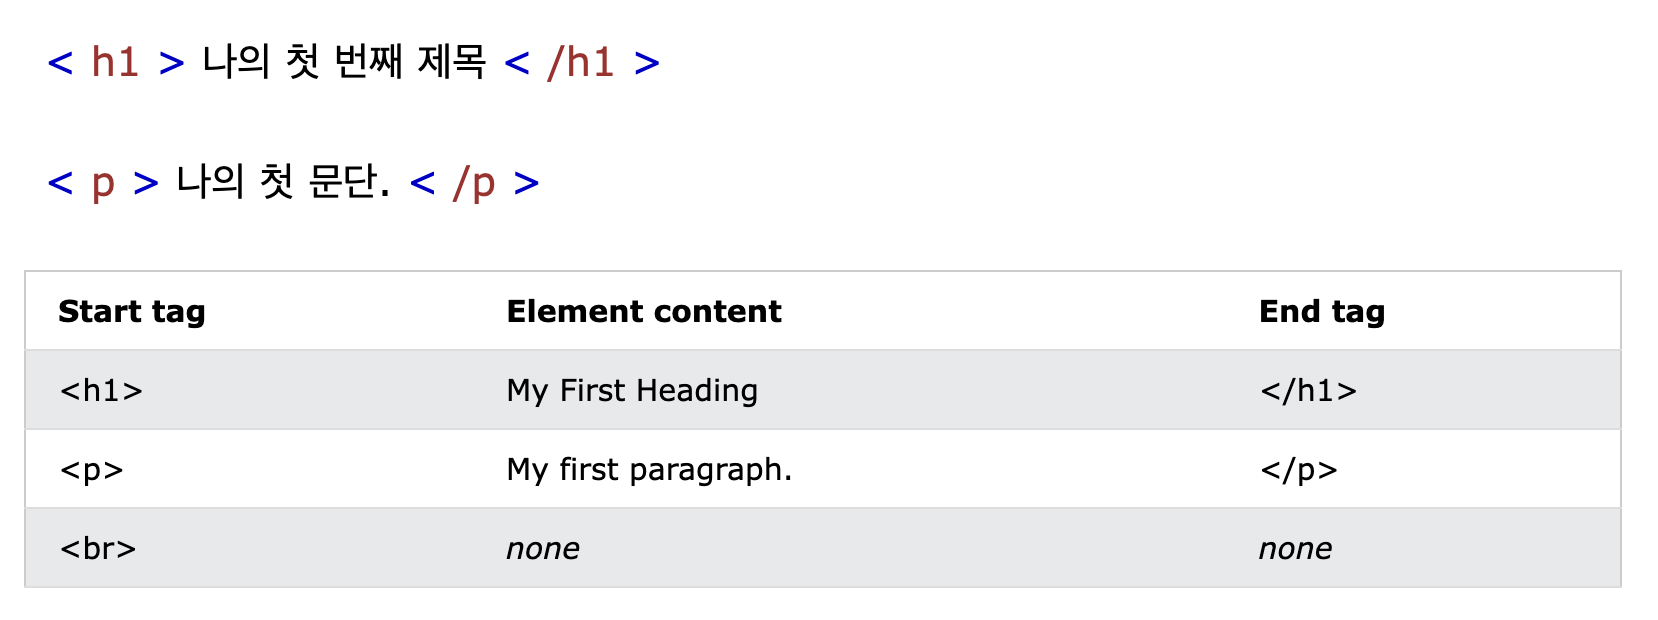 < h1 > 나의 첫 번째 제목 < /h1 >
< p > 나의 첫 문단. < /p >
Start tag Element content End tag
<h1> My First Heading </h1>
<p> My first paragraph. </p>
<br> none none